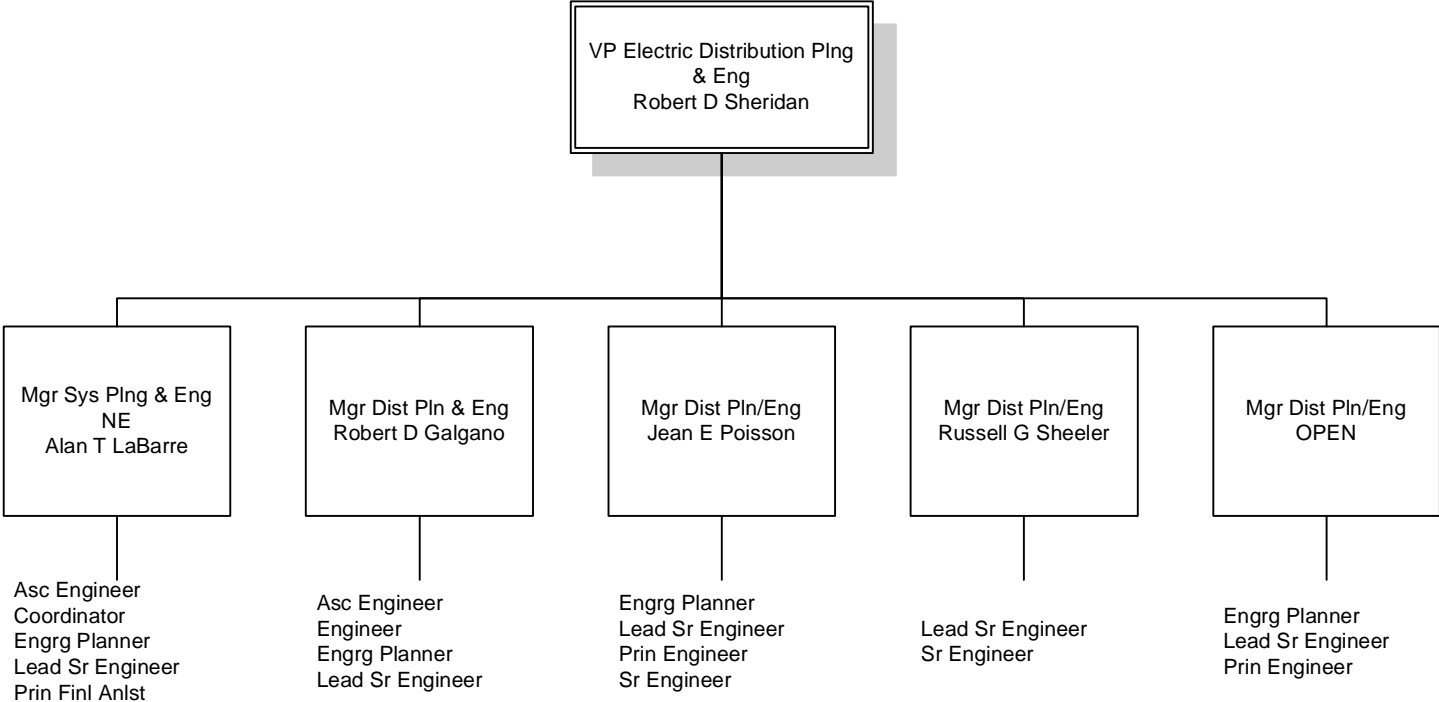 VP Electric Distribution Plng
& Eng
Robert D Sheridan
Mgr Sys Plng & Eng
NE
Alan T LaBarre
Mgr Dist Pln & Eng
Robert D Galgano
Mgr Dist Pln/Eng
Jean E Poisson
Mgr Dist Pln/Eng
Russell G Sheeler
Mgr Dist Pln/Eng
OPEN
Asc Engineer
Coordinator
Engrg Planner
Lead Sr Engineer
Prin Finl Anlst
Asc Engineer
Engineer
Engrg Planner
Lead Sr Engineer
Engrg Planner
Lead Sr Engineer
Prin Engineer
Sr Engineer
Lead Sr Engineer
Sr Engineer
Engrg Planner
Lead Sr Engineer
Prin Engineer